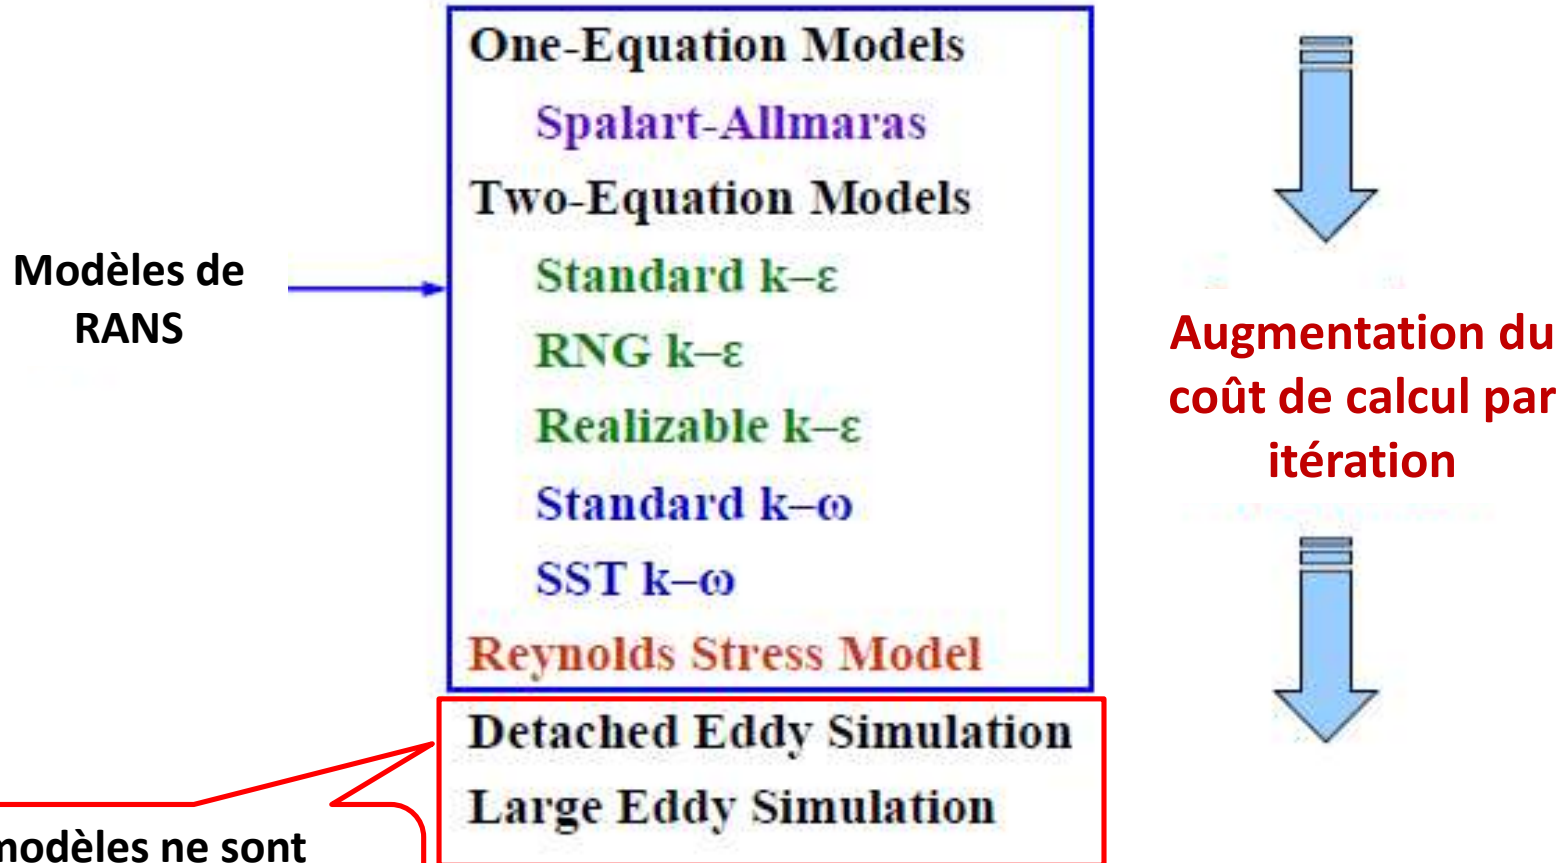 One-Equation Models
Spalart-Allmaras
Two-Equation Models
Standard k–ε
RNG k–ε
Realizable k–ε
Standard k–ω
SST k–ω
Reynolds Stress Model
Detached Eddy Simulation
Large Eddy Simulation
Modèles de
RANS
Augmentation du
coût de calcul par
itération
modèles ne sont